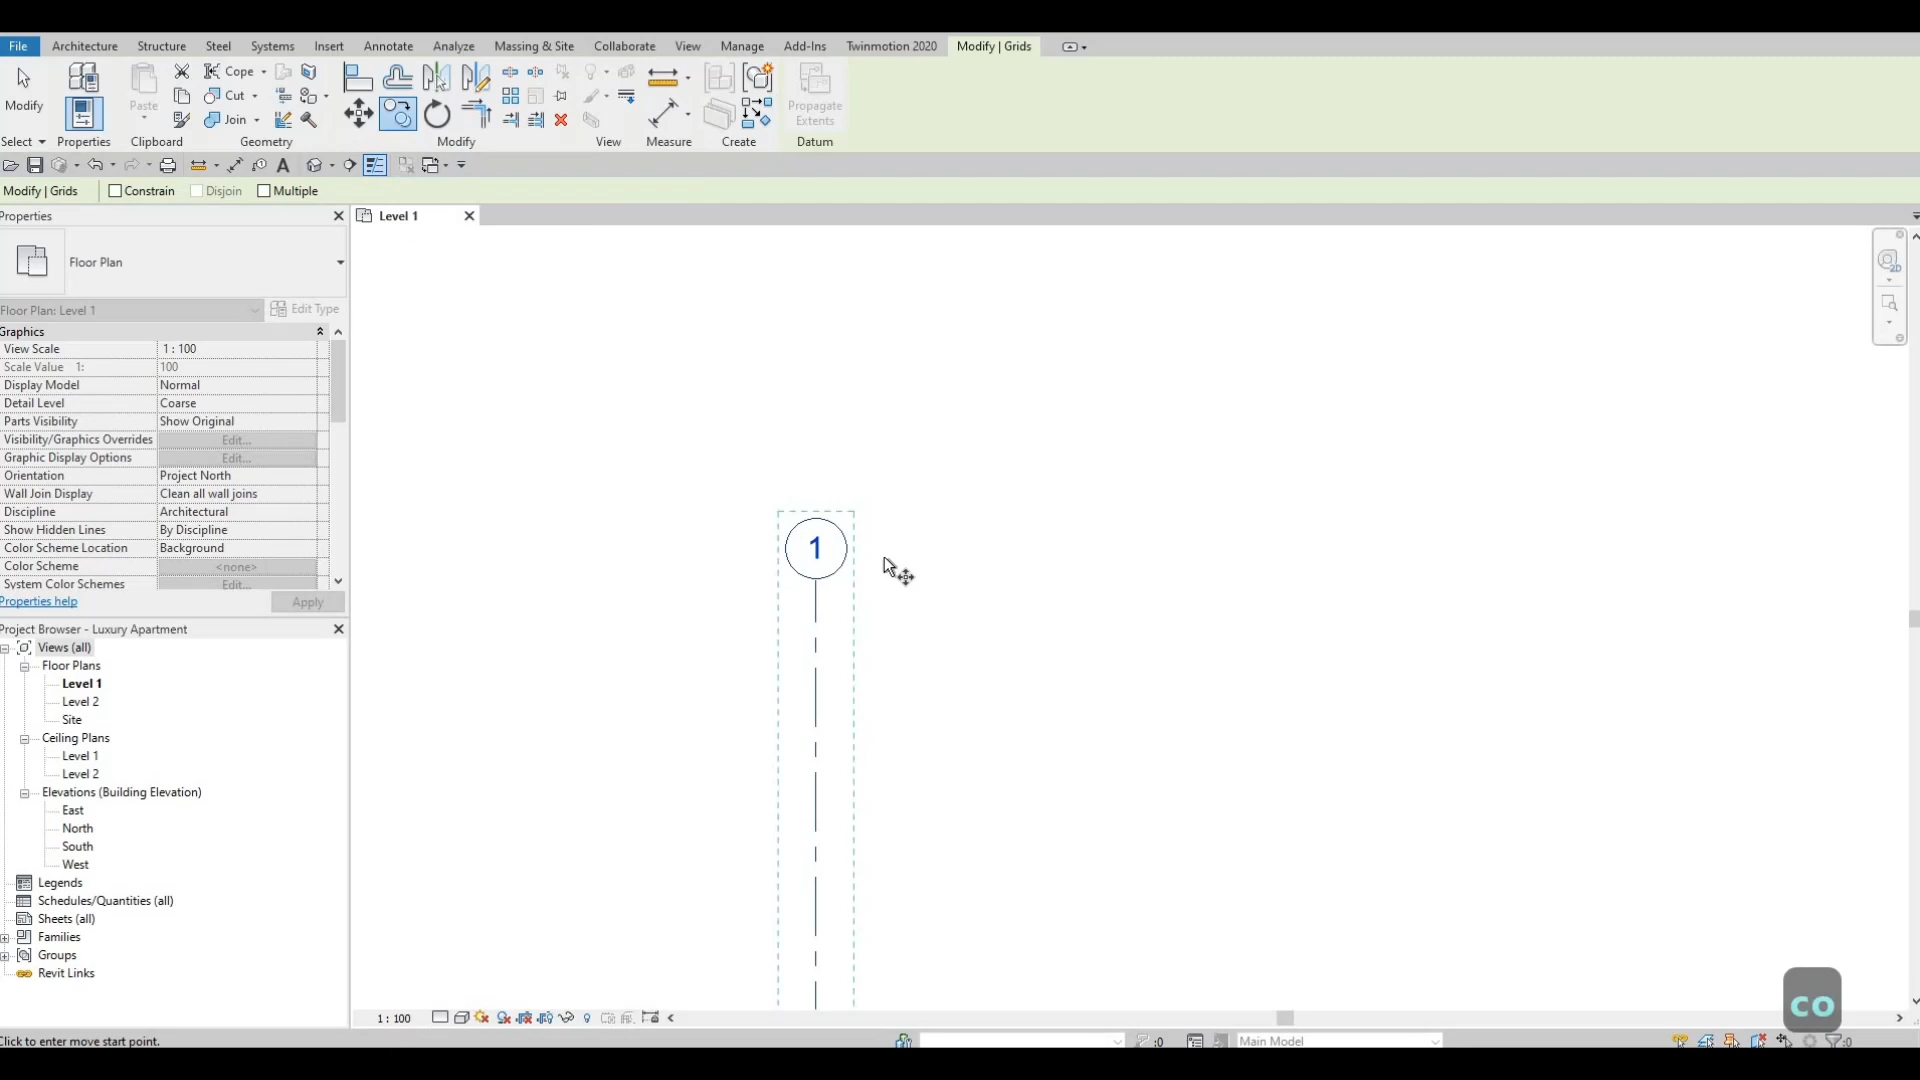 File Architecture Structure Steel Systems Insert Annotate Analyze Massing & Site Collaborate View Manage Add-Ins Twinmotion 2020 Modify | Grids
Modify Paste Cope Cut Join Propagate Extents
Select Properties Clipboard Geometry Modify View Measure Create Datum
Modify | Grids Constrain Disjoin Multiple
Properties
Level 1
Floor Plan
Floor Plan: Level 1 Edit Type
Graphics
View Scale 1 : 100
Scale Value 1: 100
Display Model Normal
Detail Level Coarse
Parts Visibility Show Original
Visibility/Graphics Overrides Edit...
Graphic Display Options Edit...
Orientation Project North
Wall Join Display Clean all wall joins
Discipline Architectural
Show Hidden Lines By Discipline
Color Scheme Location Background
Color Scheme <none>
System Color Schemes Edit...
Properties help Apply
Project Browser - Luxury Apartment
Views (all)
Floor Plans
Level 1
Level 2
Site
Ceiling Plans
Level 1
Level 2
Elevations (Building Elevation)
East
North
South
West
Legends
Schedules/Quantities (all)
Sheets (all)
Families
Groups
Revit Links
1
2D
co
1 : 100
Click to enter move start point. :0 Main Model :0